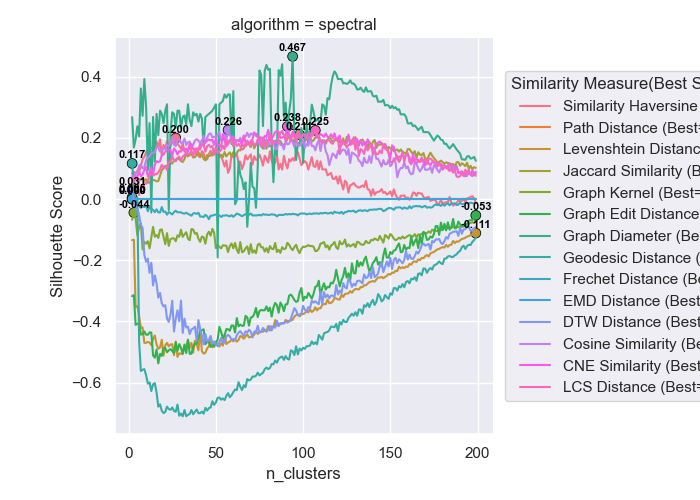 algorithm = spectral
0.467
0.4
0.238
0.226
0.225
0.200
0.2
0.117
0.031
0.0
-0.044
-0.053
-0.111
−0.2
−0.4
−0.6
Silhouette Score
0 50 100 150 200
n_clusters
Similarity Measure(Best S
Similarity Haversine
Path Distance (Best=
Levenshtein Distanc
Jaccard Similarity (B
Graph Kernel (Best=
Graph Edit Distance
Graph Diameter (Be
Geodesic Distance (
Frechet Distance (Be
EMD Distance (Best
DTW Distance (Best
Cosine Similarity (Be
CNE Similarity (Best
LCS Distance (Best=